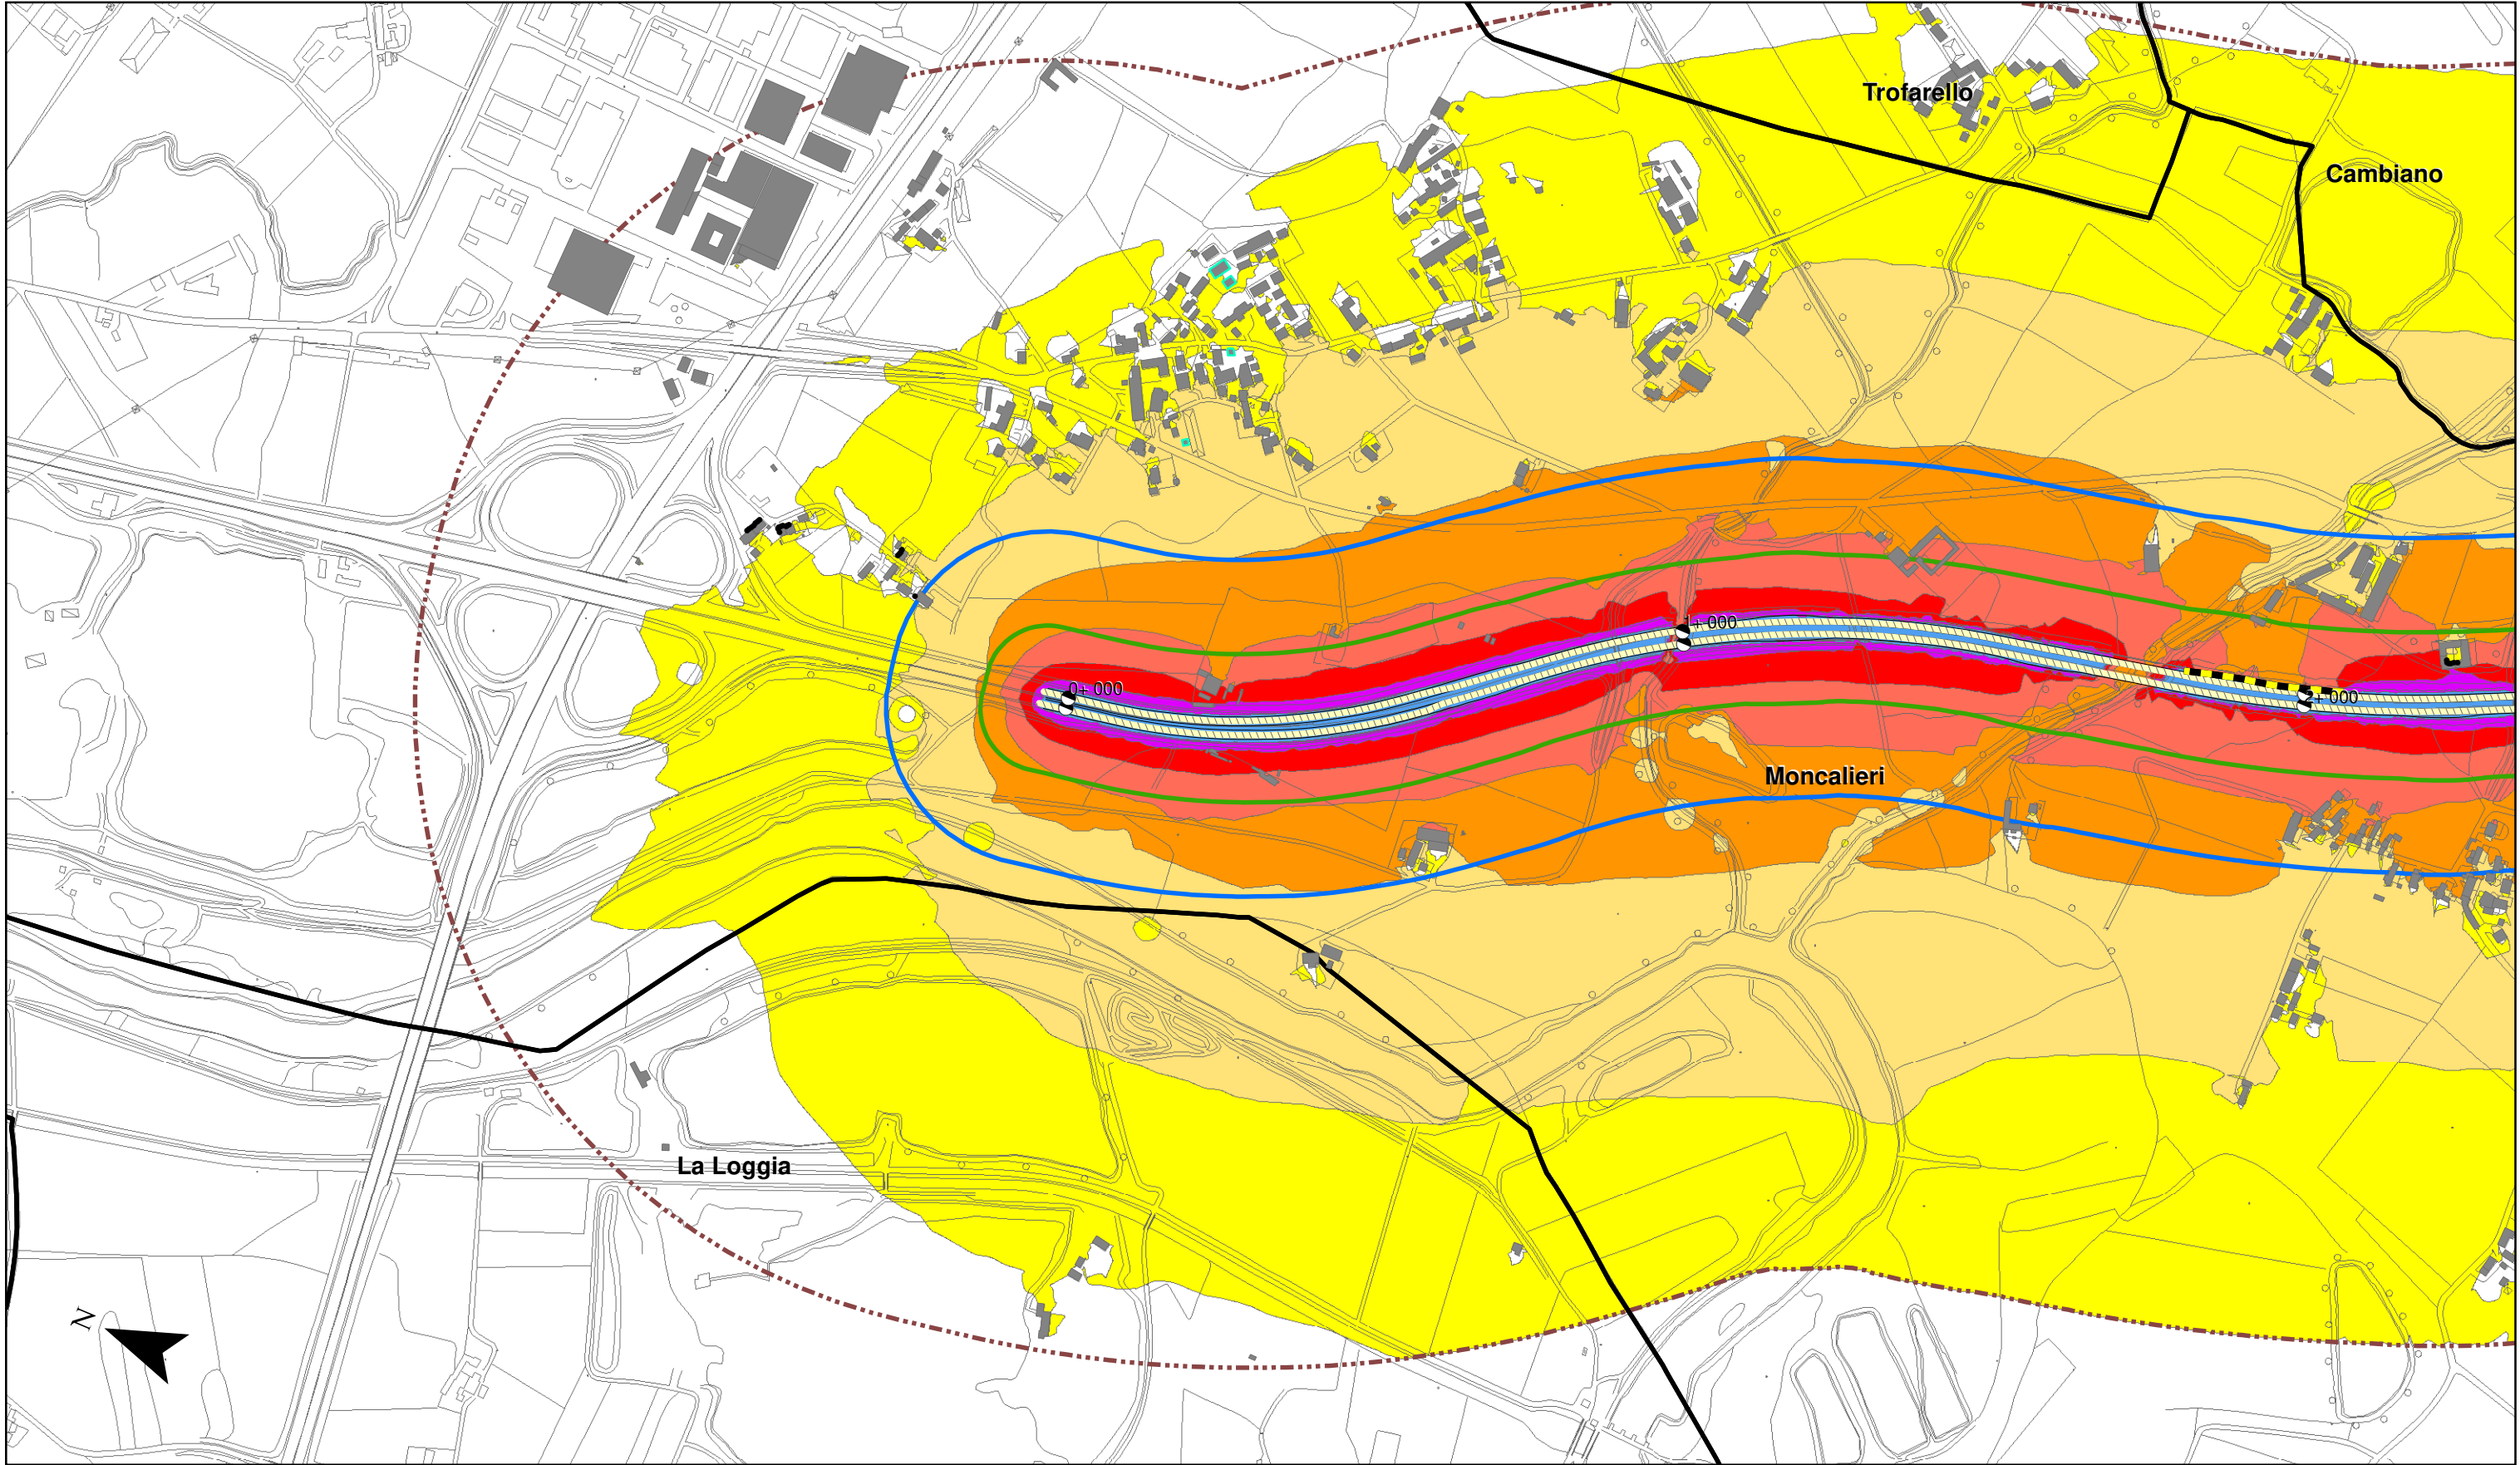 Trofarello
Cambiano
1+ 000
0+ 000
2+ 000
Moncalieri
La Loggia
N